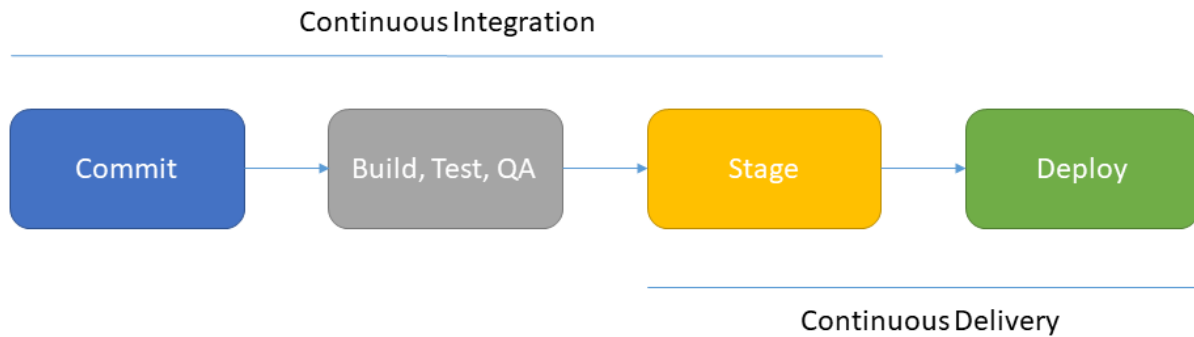 Continuous Integration
Commit
Build, Test, QA
Stage
Deploy
Continuous Delivery